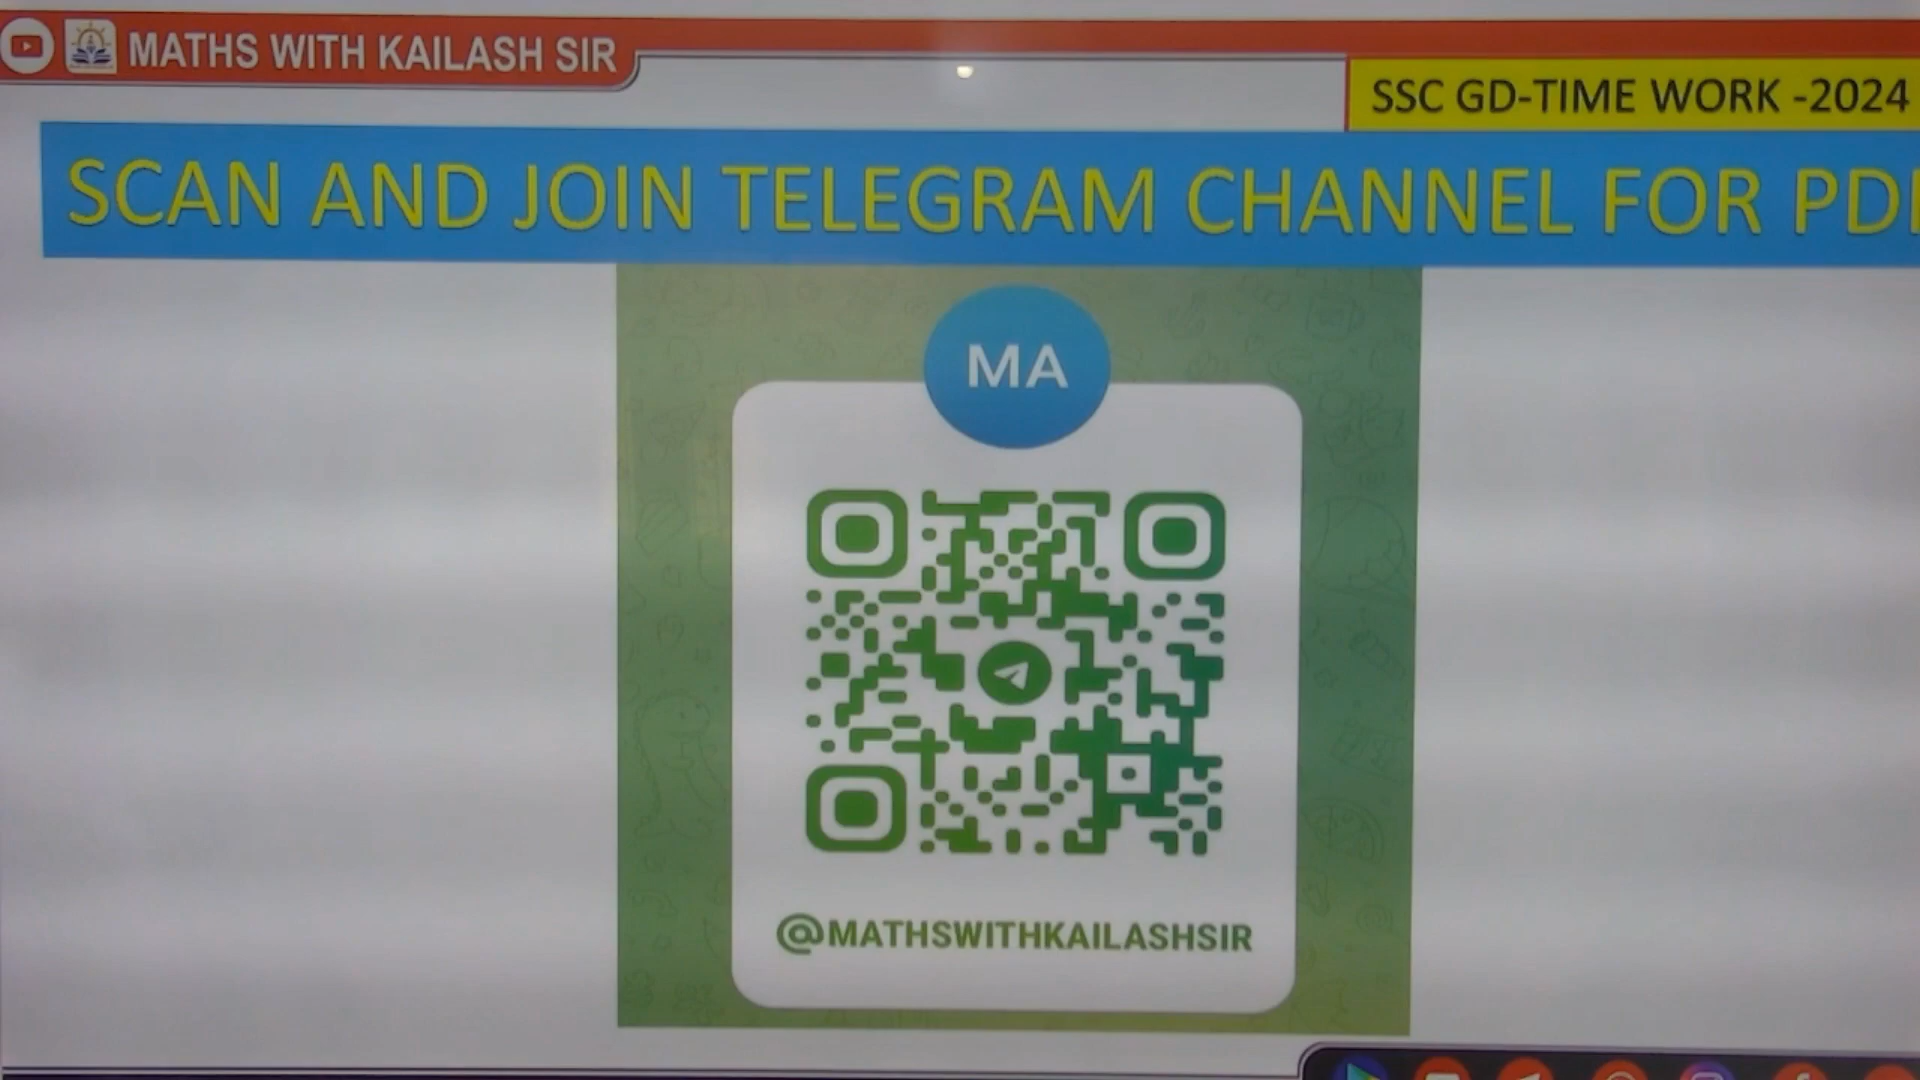 MATHS WITH KAILASH SIR
SSC GD-TIME WORK -2024
SCAN AND JOIN TELEGRAM CHANNEL FOR
MA
@MATHSWITHKAILASHSIR